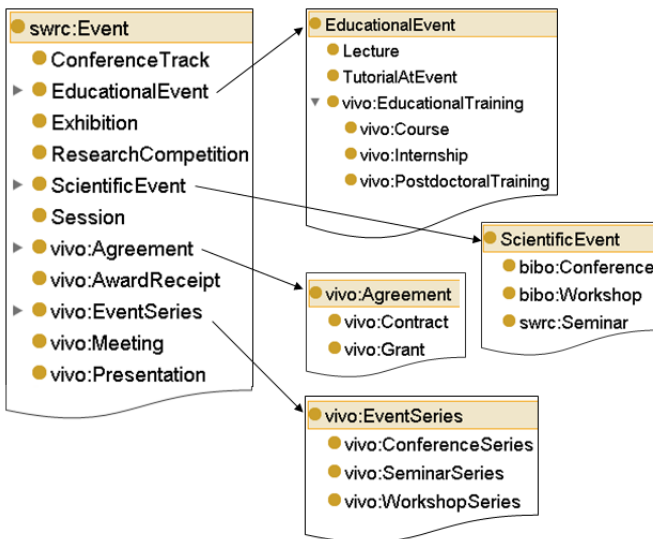 swrc:Event
ConferenceTrack
EducationalEvent
Exhibition
ResearchCompetition
ScientificEvent
Session
vivo:Agreement
vivo:AwardReceipt
vivo:EventSeries
vivo:Meeting
vivo:Presentation
EducationalEvent
Lecture
TutorialAtEvent
vivo:EducationalTraining
vivo:Course
vivo:Internship
vivo:PostdoctoralTraining
ScientificEvent
bibo:Conference
bibo:Workshop
swrc:Seminar
vivo:Agreement
vivo:Contract
vivo:Grant
vivo:EventSeries
vivo:ConferenceSeries
vivo:SeminarSeries
vivo:WorkshopSeries